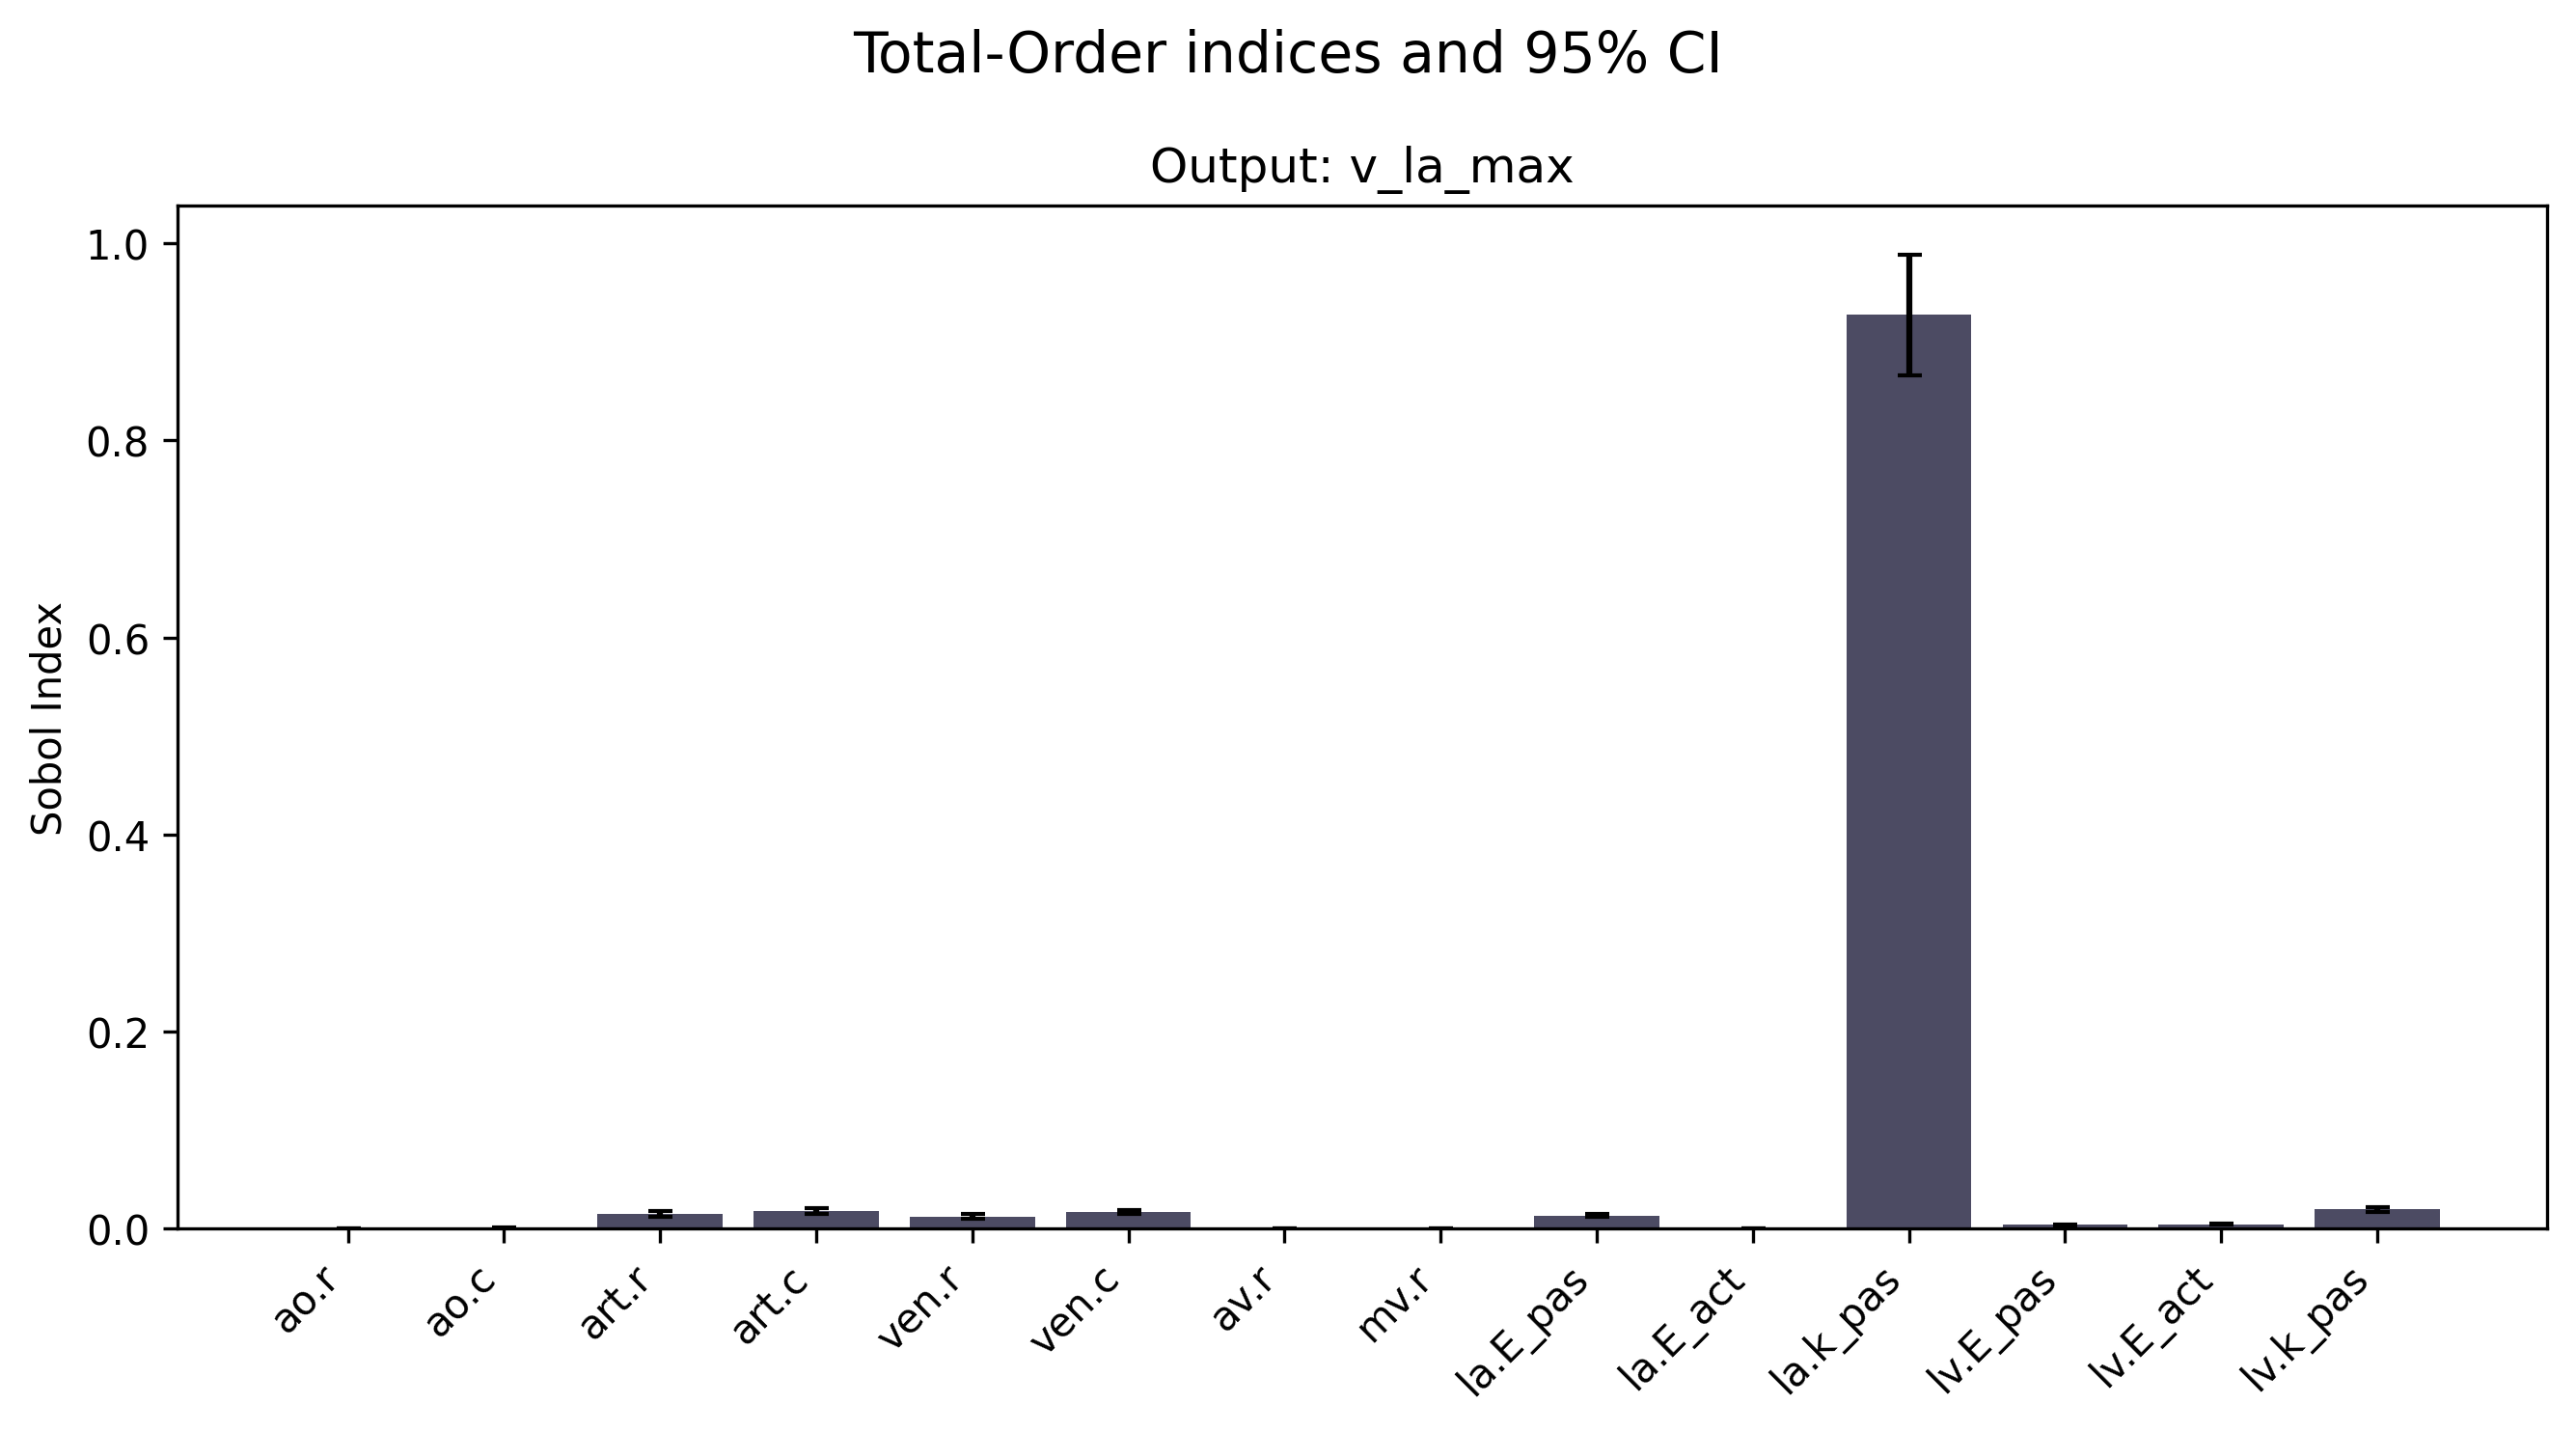 Total-Order indices and 95% CI
Output: v_la_max
Sobol Index
1.0
0.8
0.6
0.4
0.2
0.0
ao.r
ao.c
art.r
art.c
ven.r
ven.c
av.r
mv.r
la.E_pas
la.E_act
la.k_pas
lv.E_pas
lv.E_act
lv.k_pas